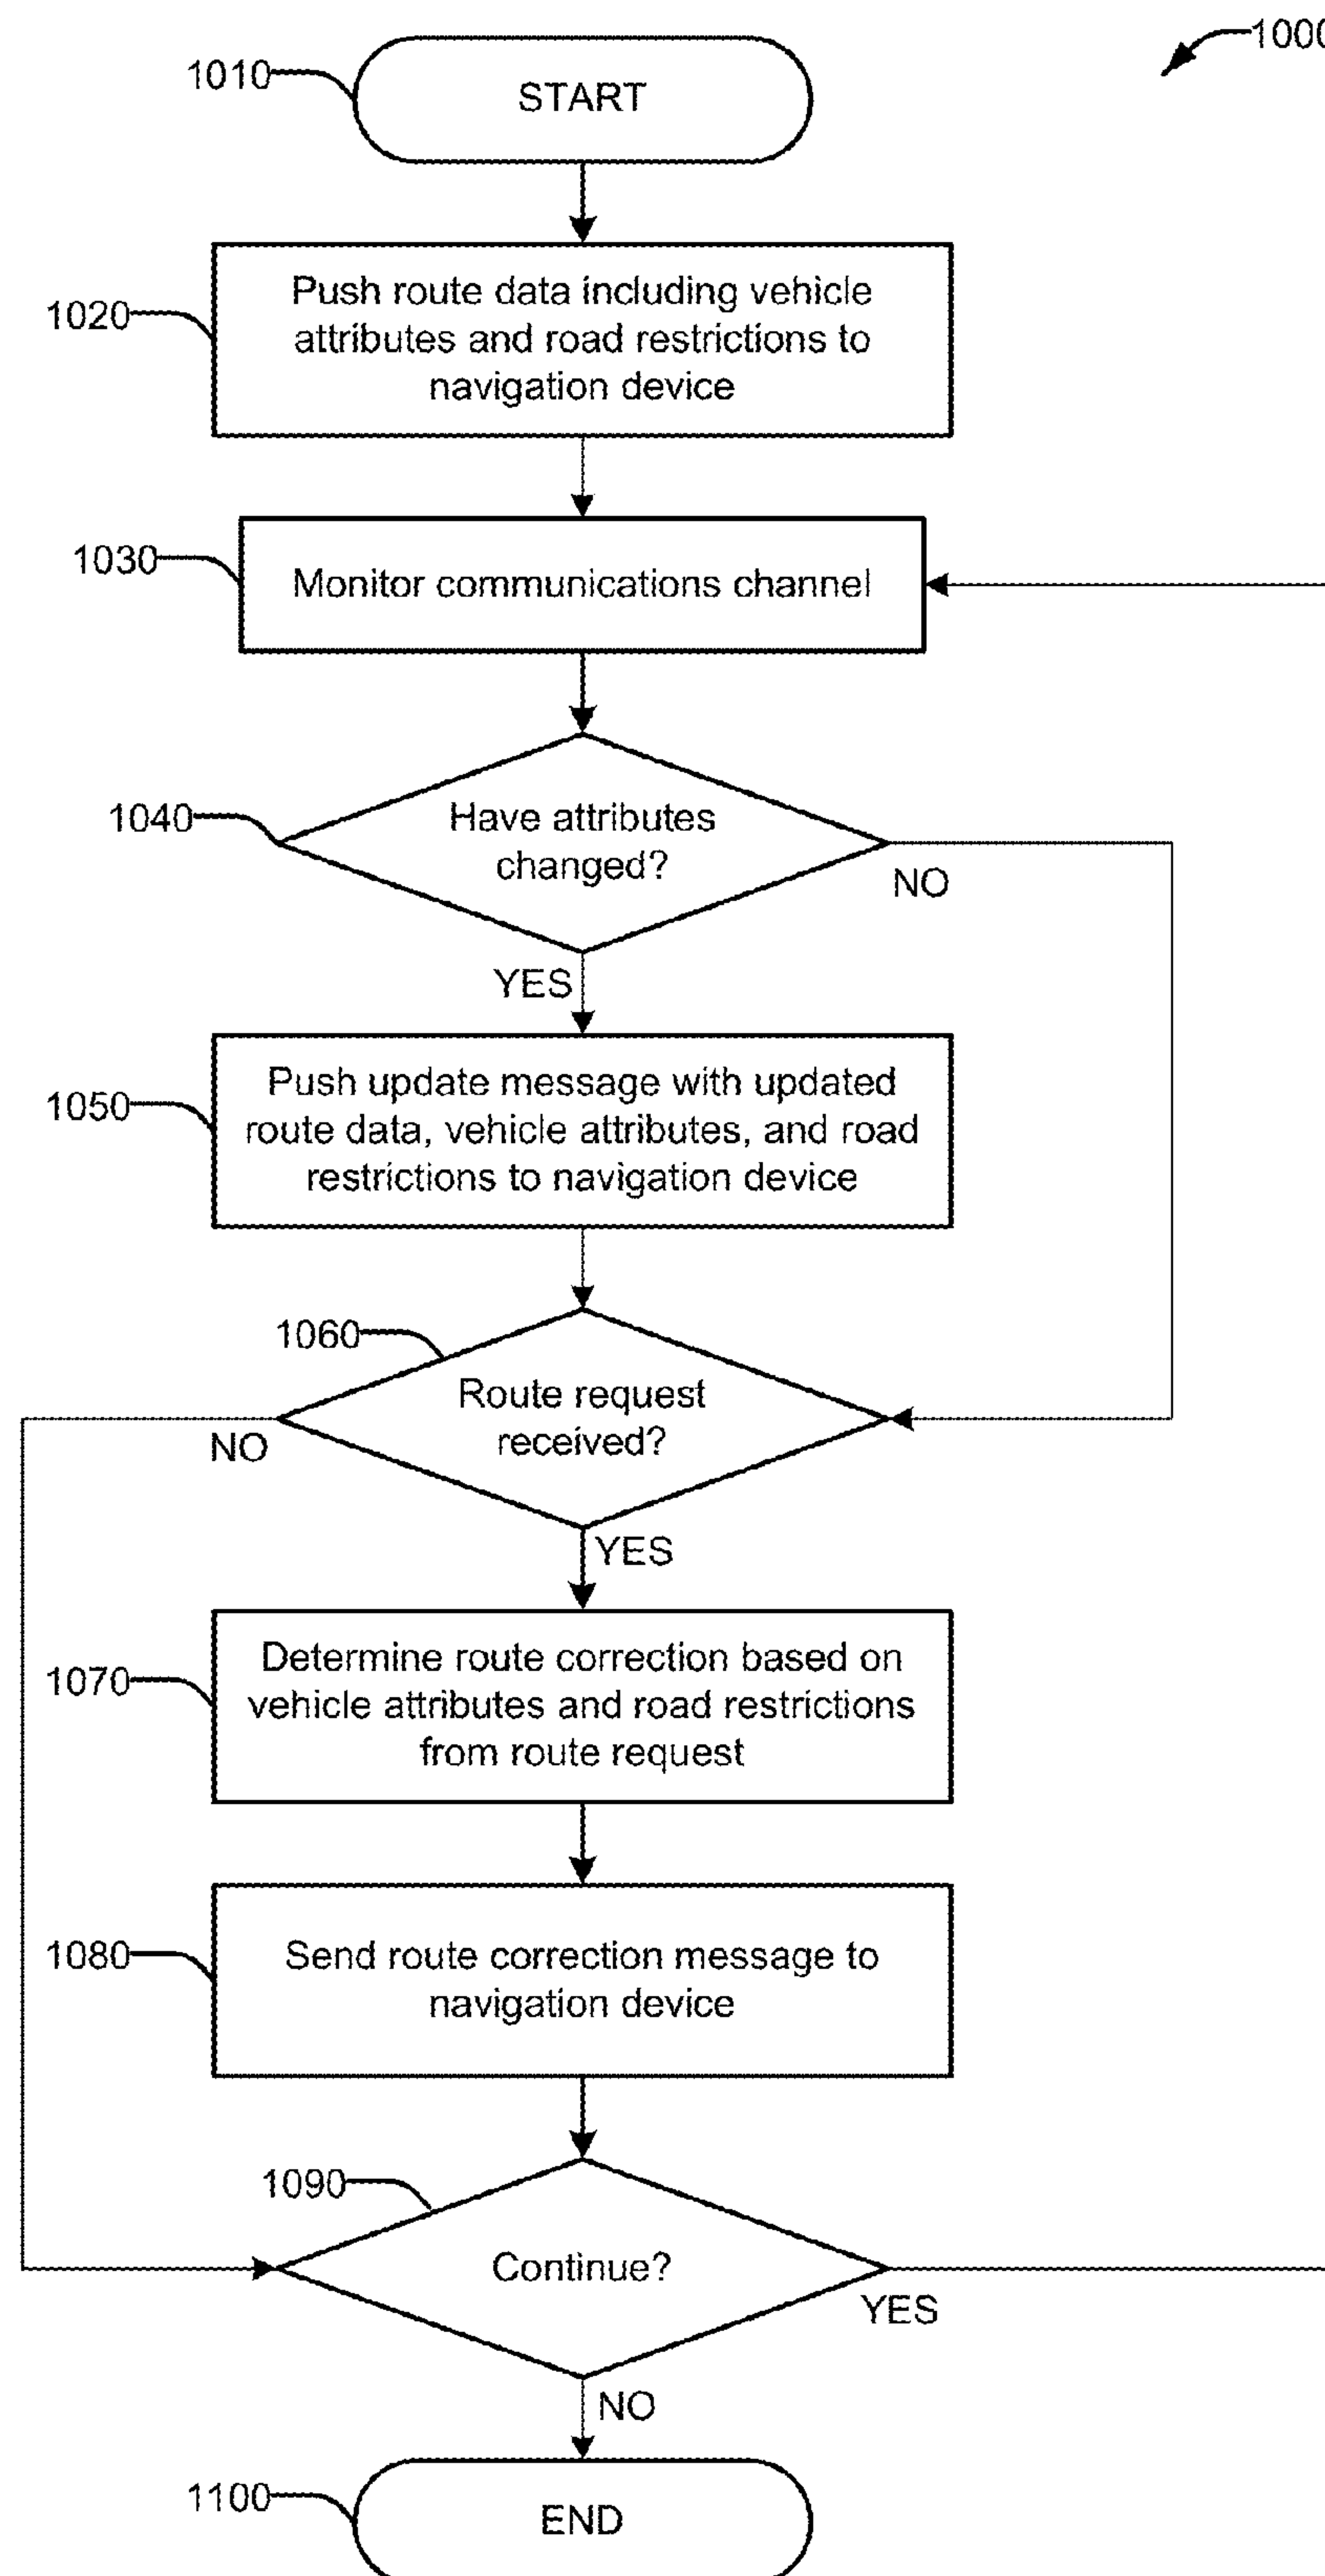 1000
1010
START
1020
Push route data including vehicle
attributes and road restrictions to
navigation device
1030
Monitor communications channel
1040
Have attributes
changed?
NO
YES
1050
Push update message with updated
route data, vehicle attributes, and road
restrictions to navigation device
1060
Route request
received?
NO
YES
1070
Determine route correction based on
vehicle attributes and road restrictions
from route request
1080
Send route correction message to
navigation device
1090
Continue?
YES
NO
1100
END